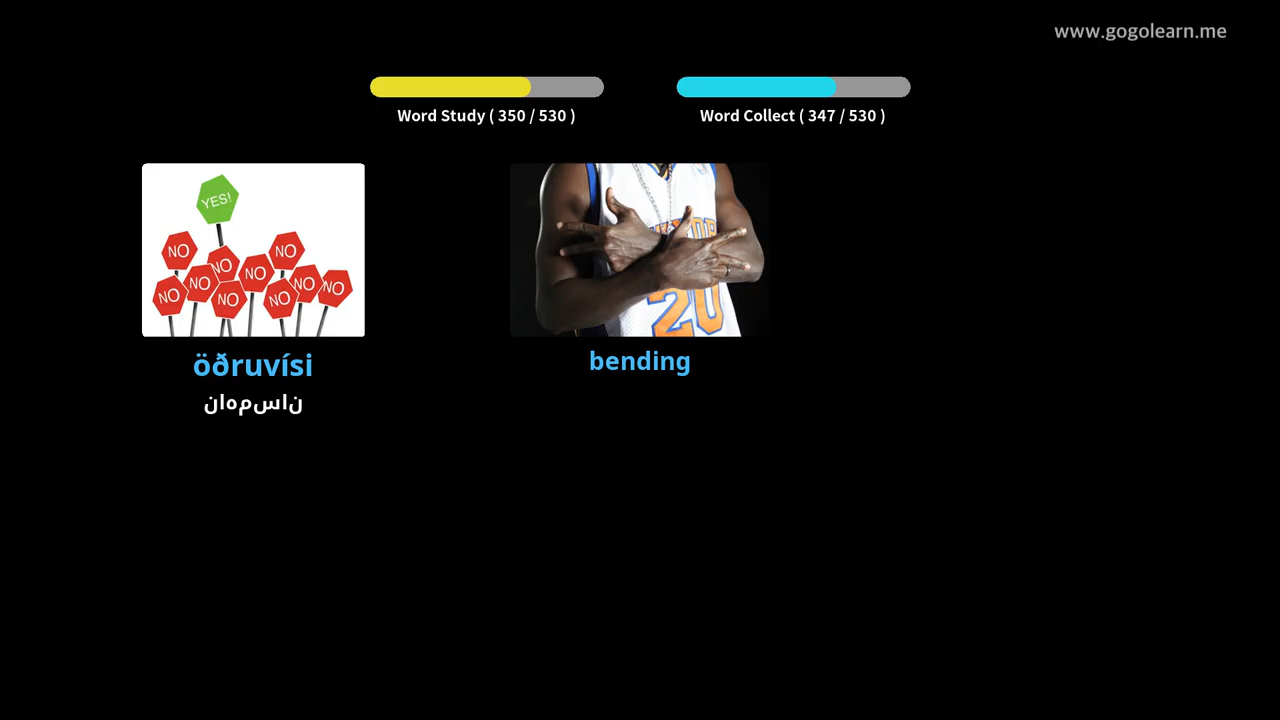 www.gogolearn.me
Word Study ( 350 / 530 )
Word Collect ( 347 / 530 )
YES!
NO
NO
NO
NO
NO
NO
NO
NO
NO
NO
20
öðruvísi
ناهمسان
bending